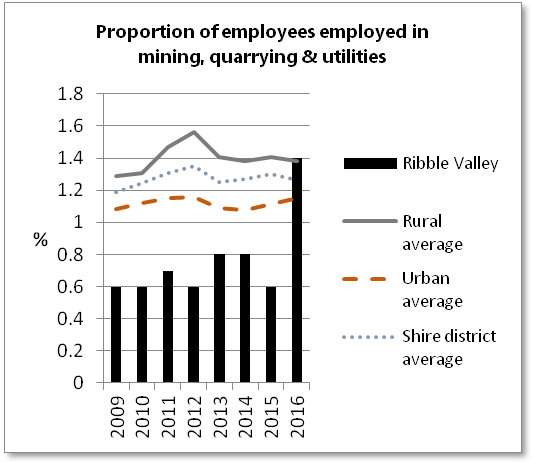 Proportion of employees employed in
mining, quarrying & utilities
1.8
1.6
1.4
1.2
1
0.8
0.6
0.4
0.2
0
%
2009
2010
2011
2012
2013
2014
2015
2016
Ribble Valley
Rural
average
Urban
average
Shire district
average